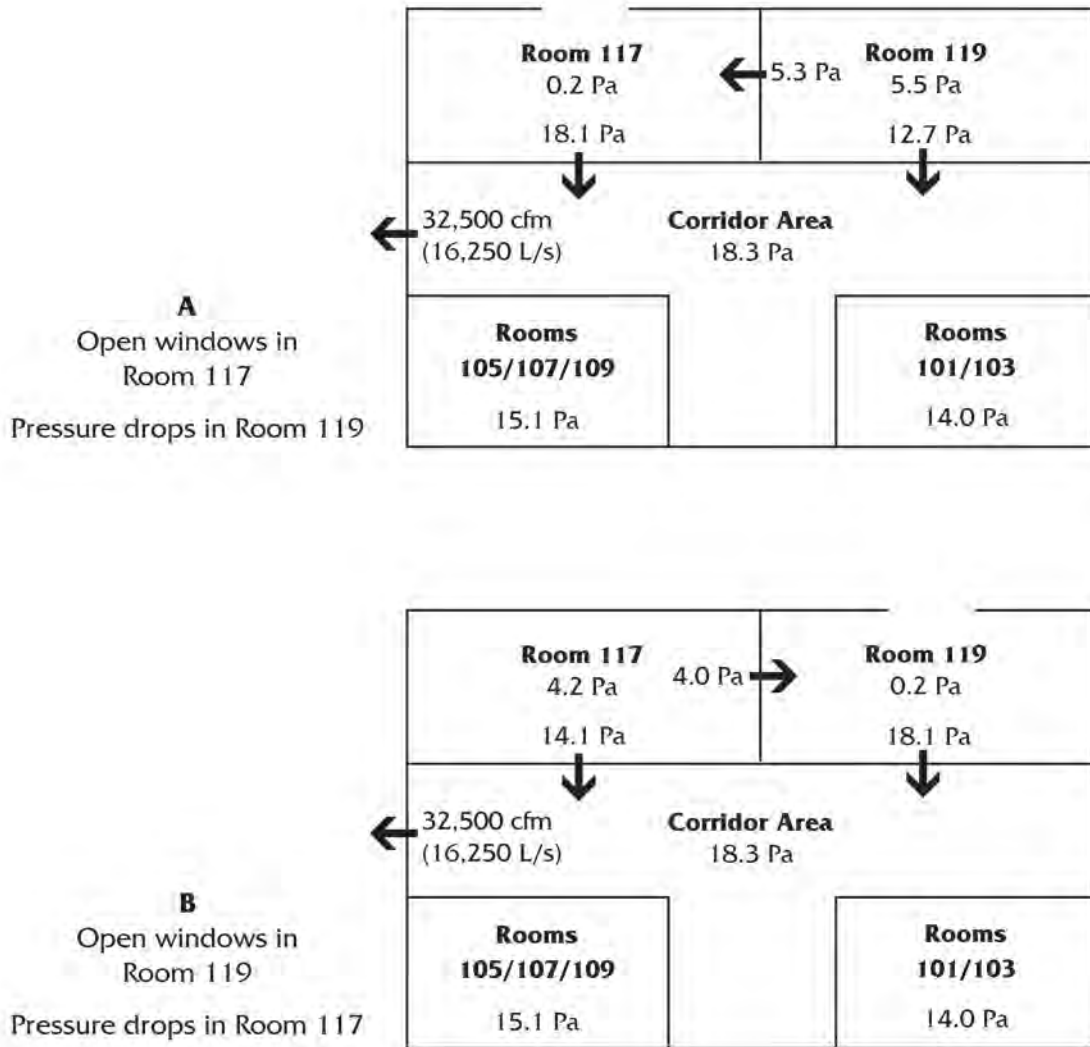 Room 117
0.2 Pa
5.3 Pa
Room 119
5.5 Pa
18.1 Pa
12.7 Pa
32,500 cfm
(16,250 L/s)
Corridor Area
18.3 Pa
A
Open windows in
Room 117
Pressure drops in Room 119
Rooms
105/107/109
15.1 Pa
Rooms
101/103
14.0 Pa
Room 117
4.2 Pa
4.0 Pa
Room 119
0.2 Pa
14.1 Pa
18.1 Pa
32,500 cfm
(16,250 L/s)
Corridor Area
18.3 Pa
B
Open windows in
Room 119
Pressure drops in Room 117
Rooms
105/107/109
15.1 Pa
Rooms
101/103
14.0 Pa